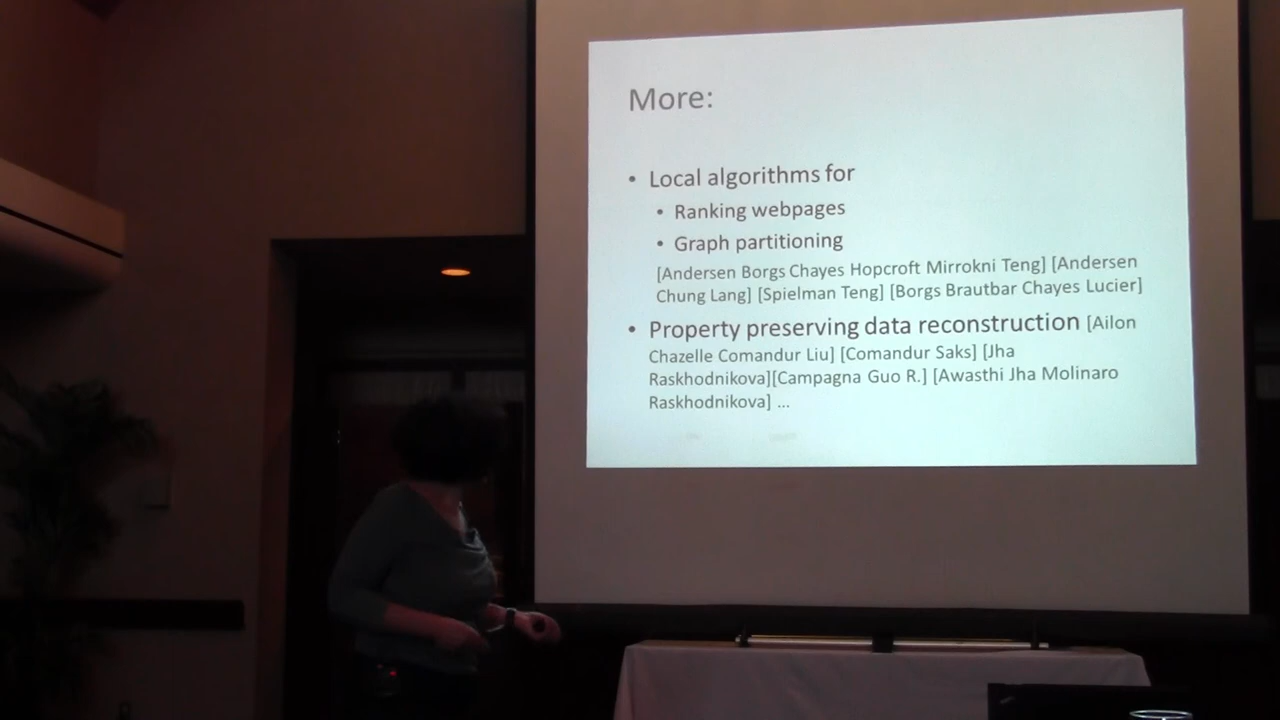 More:
• Local algorithms for
• Ranking webpages
• Graph partitioning
[Andersen Borgs Chayes Hopcroft Mirrokni Teng] [Andersen
Chung Lang] [Spielman Teng] [Borgs Brautbar Chayes Lucier]
• Property preserving data reconstruction [Ailon
Chazelle Comandur Liu] [Comandur Saks] [Jha
Raskhodnikova][Campagna Guo R.] [Awasthi Jha Molinaro
Raskhodnikova] ...